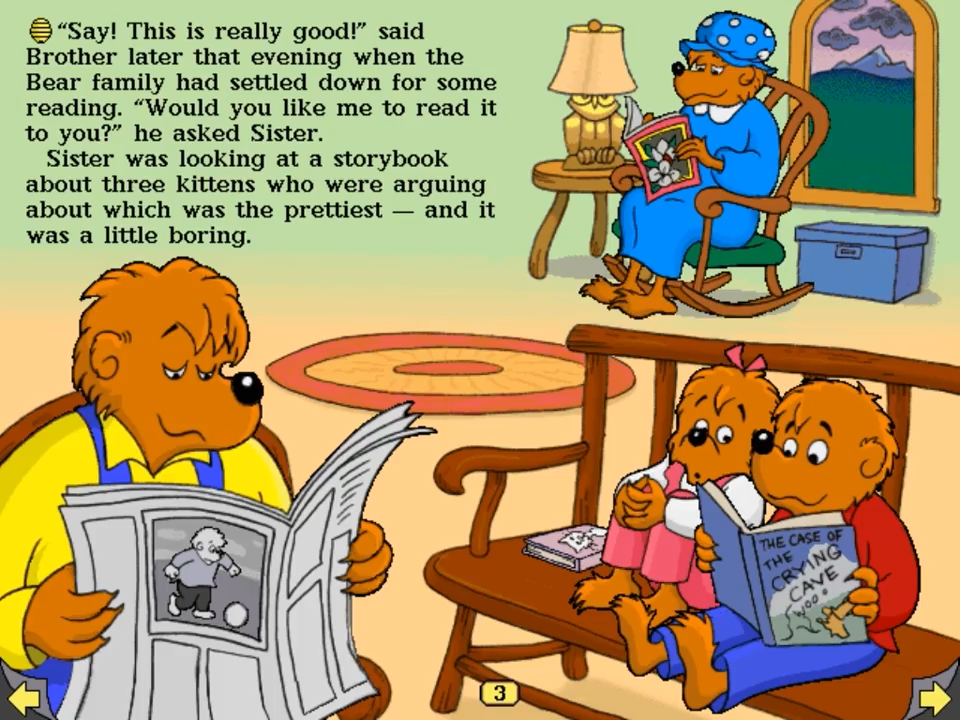 “Say! This is really good!” said
Brother later that evening when the
Bear family had settled down for some
reading. “Would you like me to read it
to you?” he asked Sister.
Sister was looking at a storybook
about three kittens who were arguing
about which was the prettiest — and it
was a little boring.
THE CASE OF
THE
CRYING
CAVE
WOO!
3